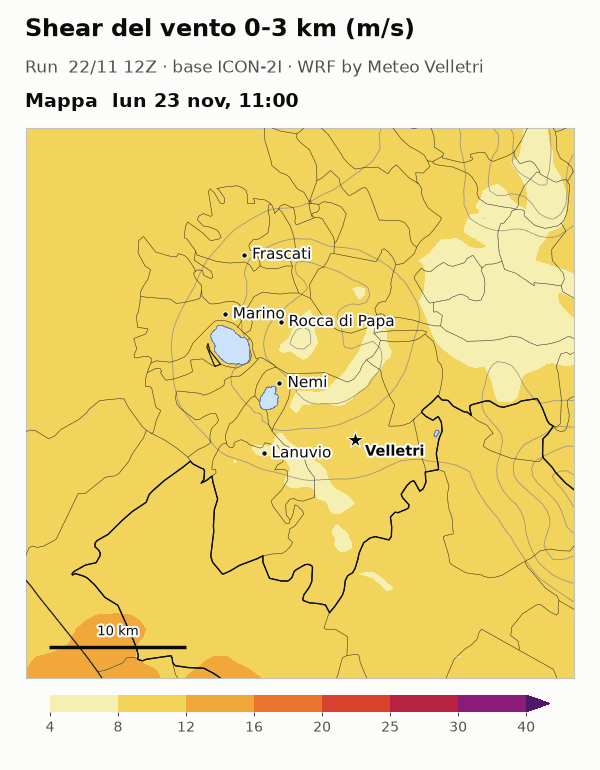 Shear del vento 0-3 km (m/s)
Run  22/11 12Z · base ICON-2I · WRF by Meteo Velletri
Mappa  lun 23 nov, 11:00
Frascati
Marino
Rocca di Papa
Nemi
Velletri
Lanuvio
10 km
4 8 12 16 20 25 30 40